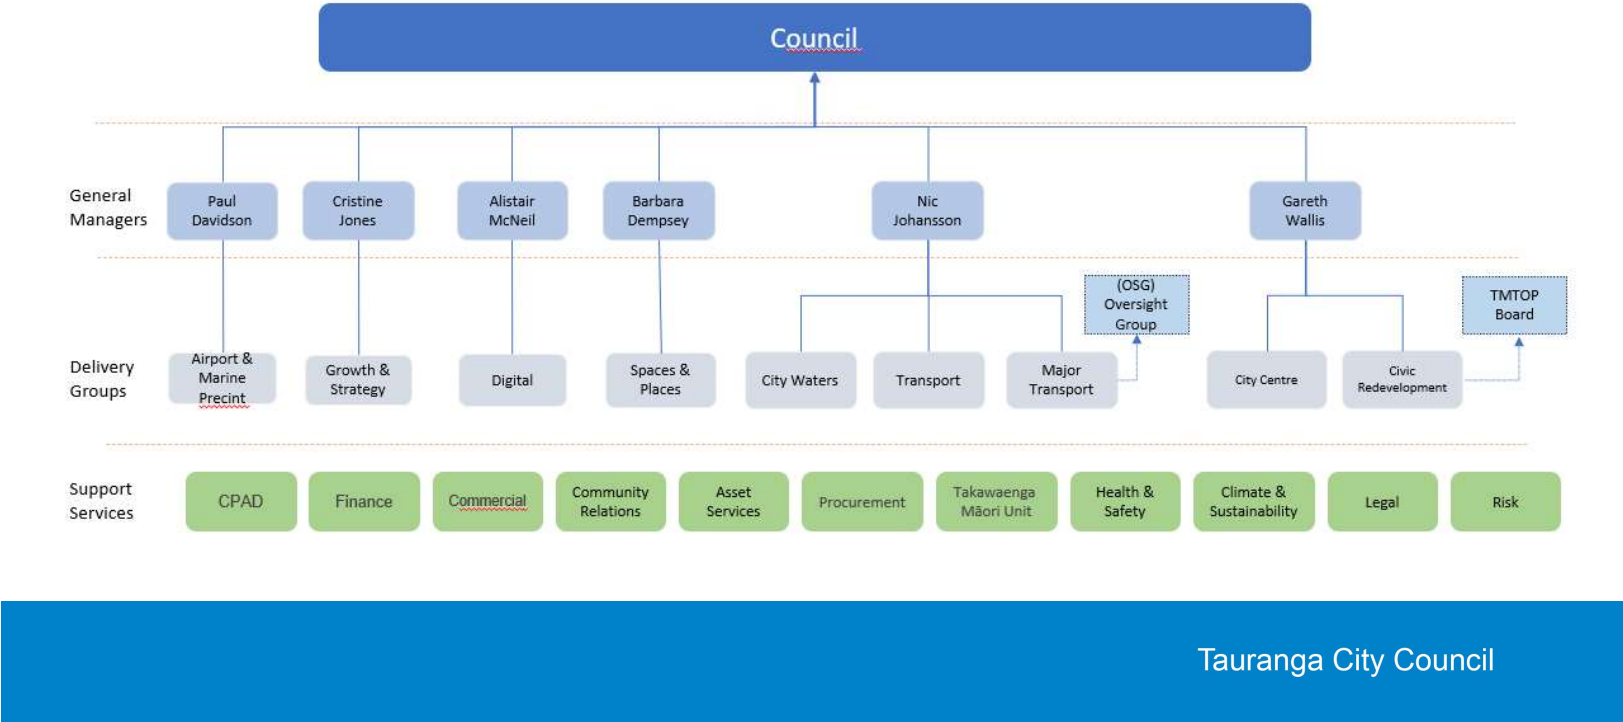 Council
General
Managers
Paul
Davidson
Cristine
Jones
Alistair
McNeil
Barbara
Dempsey
Nic
Johansson
Gareth
Wallis
(OSG)
Oversight
Group
TMTOP
Board
Delivery
Groups
Airport &
Marine
Precint
Growth &
Strategy
Digital
Spaces &
Places
City Waters
Transport
Major
Transport
City Centre
Civic
Redevelopment
Support
Services
CPAD
Finance
Commercial
Community
Relations
Asset
Services
Procurement
Takawaenga
Māori Unit
Health &
Safety
Climate &
Sustainability
Legal
Risk
Tauranga City Council